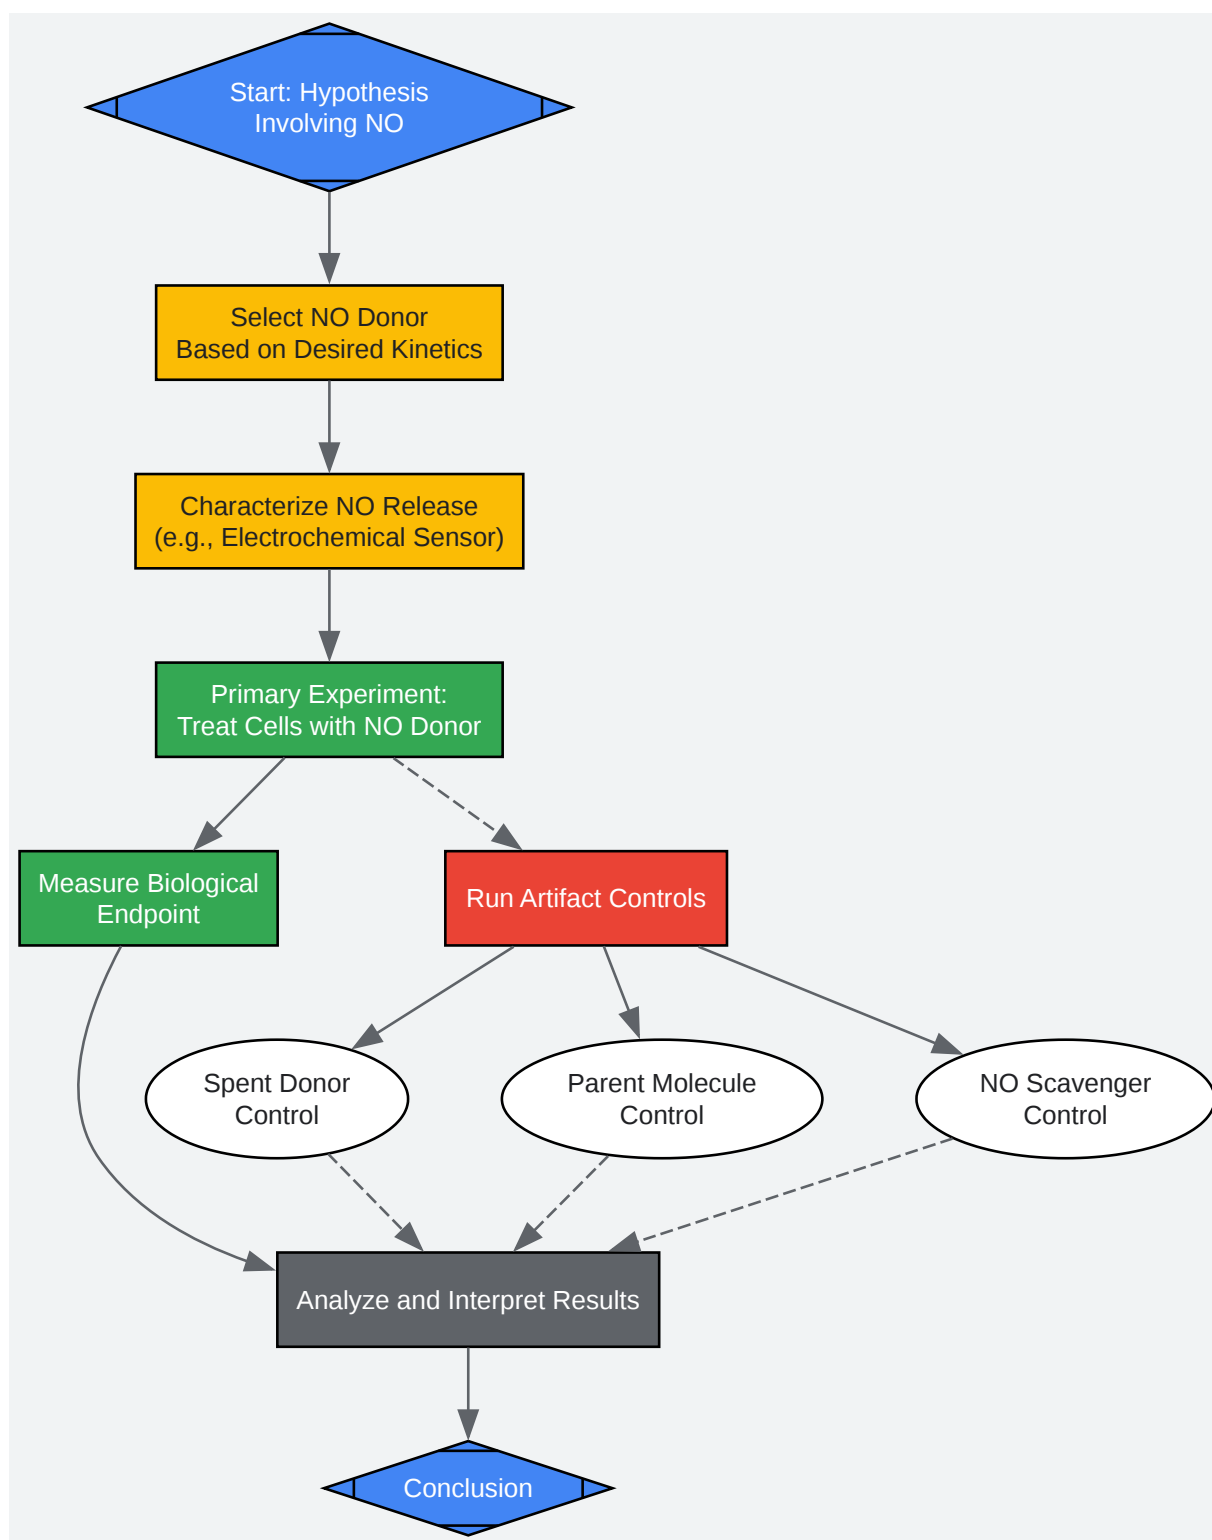 Start: Hypothesis
Involving NO
Select NO Donor
Based on Desired Kinetics
Characterize NO Release
(e.g., Electrochemical Sensor)
Primary Experiment:
Treat Cells with NO Donor
Measure Biological
Endpoint
Run Artifact Controls
Spent Donor
Control
Parent Molecule
Control
NO Scavenger
Control
Analyze and Interpret Results
Conclusion